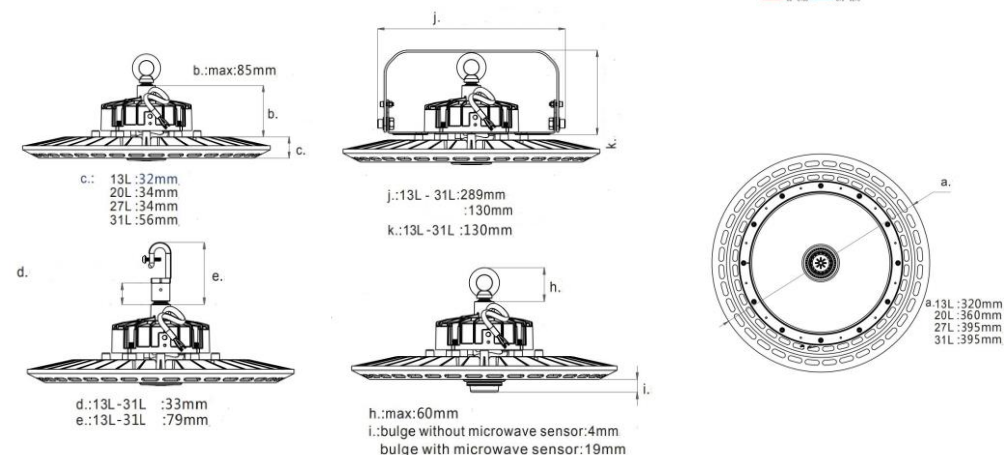 j.
b.:max:85mm
b.
c.
k.
c.: 13L :32mm
20L :34mm
27L :34mm
31L :56mm
j.:13L - 31L :289mm
:130mm
k.:13L-31L :130mm
a.
d.
e.
h.
i.
a.13L :320mm
20L :360mm
27L :395mm
31L :395mm
d.:13L-31L :33mm
e.:13L-31L :79mm
h.:max:60mm
i.:bulge without microwave sensor:4mm
bulge with microwave sensor:19mm